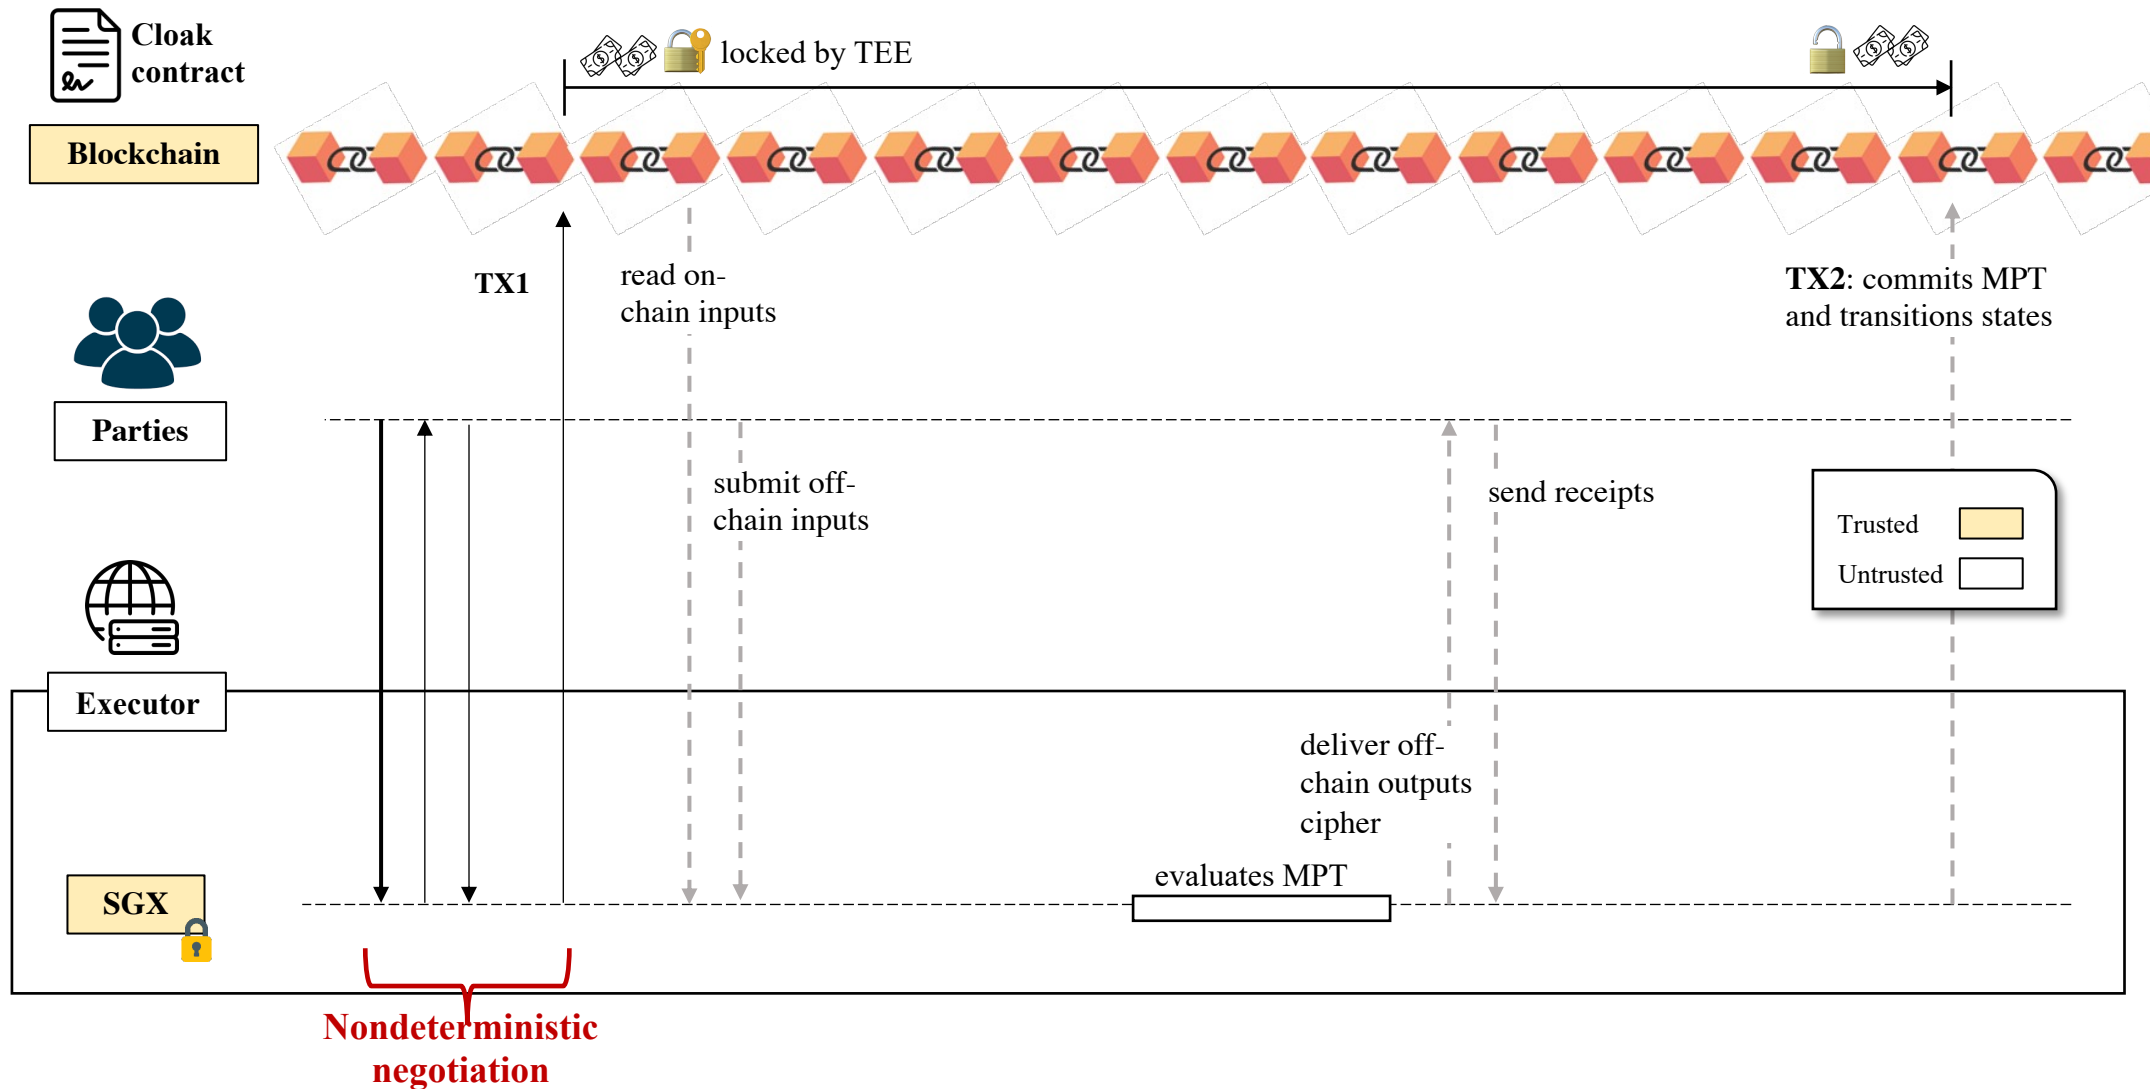 Cloak
contract
locked by TEE
Blockchain
TX1
read on-
chain inputs
TX2: commits MPT
and transitions states
Parties
submit off-
chain inputs
send receipts
Trusted
Untrusted
Executor
deliver off-
chain outputs
cipher
evaluates MPT
SGX
Nondeterministic
negotiation